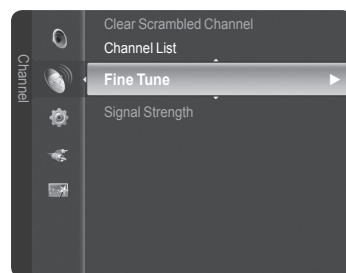 Channel
Clear Scrambled Channel
Channel List
Fine Tune
Signal Strength